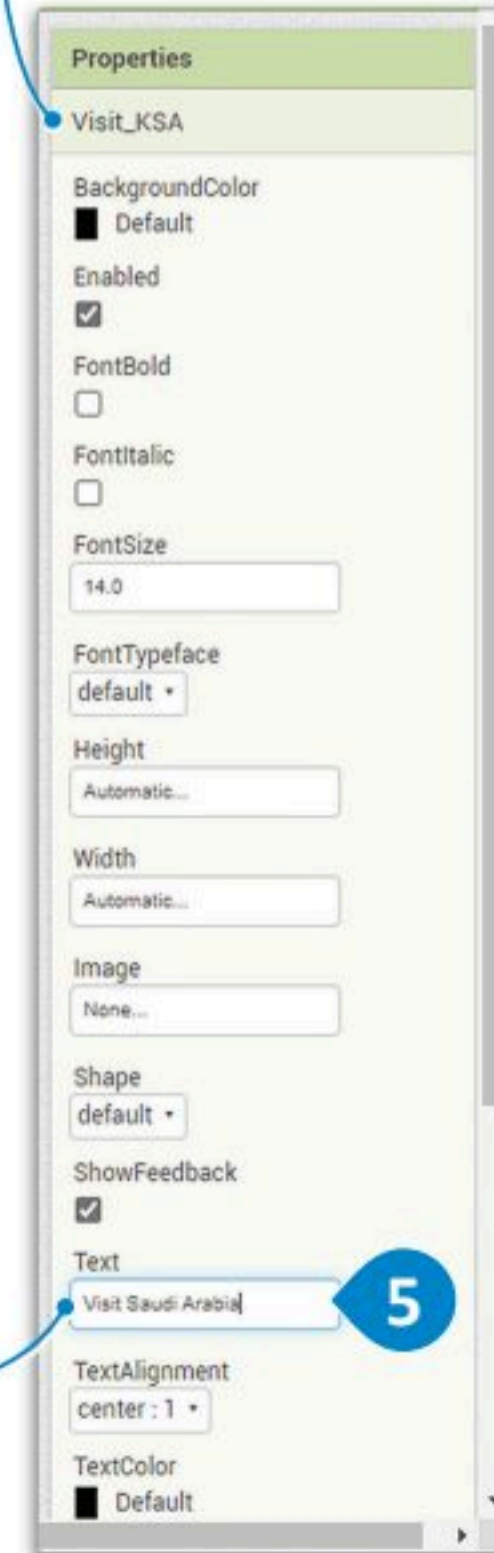 Properties
Visit_KSA
BackgroundColor
Default
Enabled
FontBold
FontItalic
FontSize
14.0
FontTypeface
default
Height
Automatic...
Width
Automatic...
Image
None...
Shape
default
ShowFeedback
Text
Visit Saudi Arabia
5
TextAlignment
center : 1
TextColor
Default